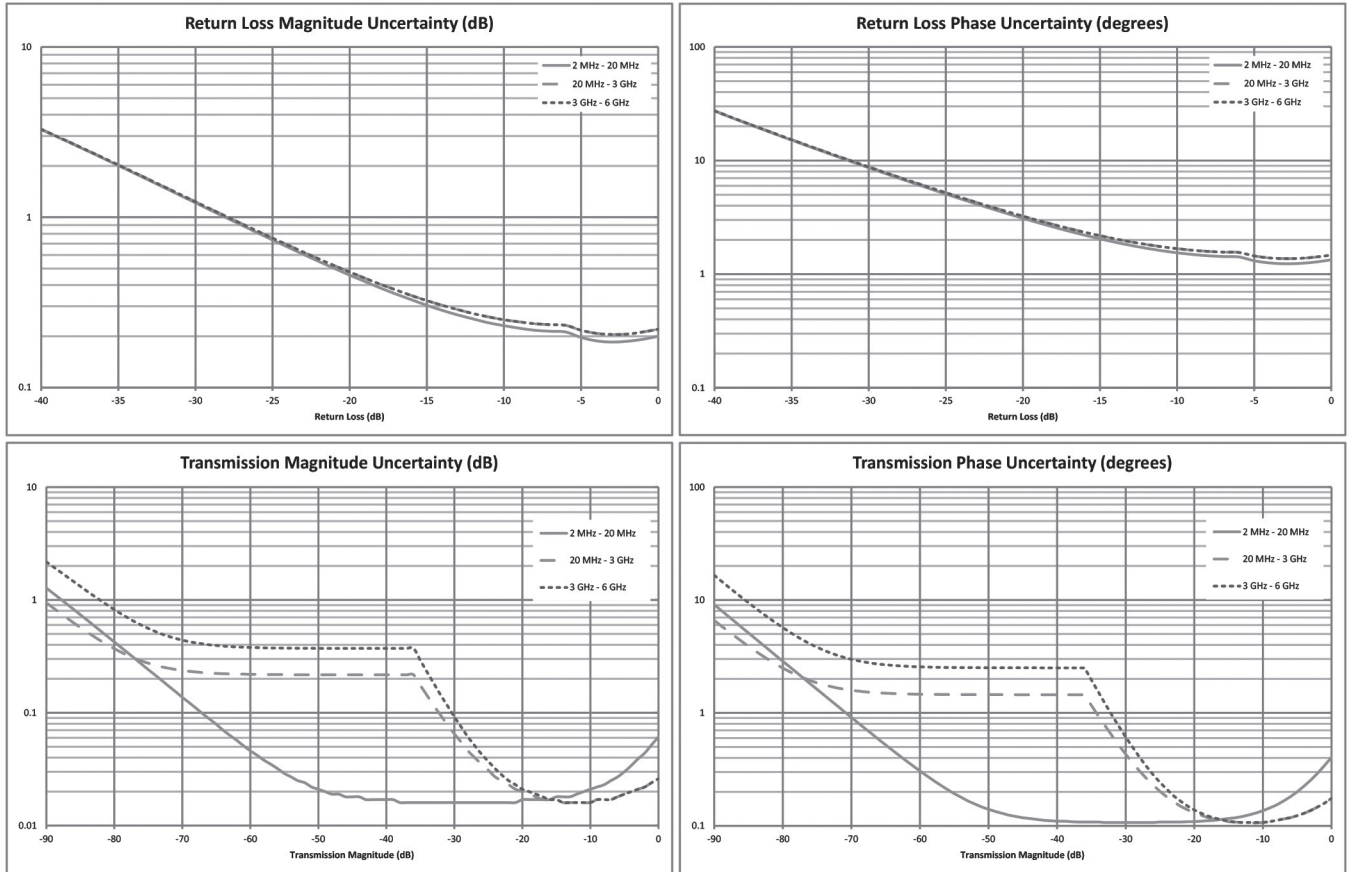 Return Loss Magnitude Uncertainty (dB)
10
1
0.1
2 MHz - 20 MHz
20 MHz - 3 GHz
3 GHz - 6 GHz
-40 -35 -30 -25 -20 -15 -10 -5 0
Return Loss (dB)
Return Loss Phase Uncertainty (degrees)
100
10
1
0.1
2 MHz - 20 MHz
20 MHz - 3 GHz
3 GHz - 6 GHz
-40 -35 -30 -25 -20 -15 -10 -5 0
Return Loss (dB)
Transmission Magnitude Uncertainty (dB)
10
1
0.1
0.01
2 MHz - 20 MHz
20 MHz - 3 GHz
3 GHz - 6 GHz
-90 -80 -70 -60 -50 -40 -30 -20 -10 0
Transmission Magnitude (dB)
Transmission Phase Uncertainty (degrees)
100
10
1
0.1
2 MHz - 20 MHz
20 MHz - 3 GHz
3 GHz - 6 GHz
-90 -80 -70 -60 -50 -40 -30 -20 -10 0
Transmission Magnitude (dB)